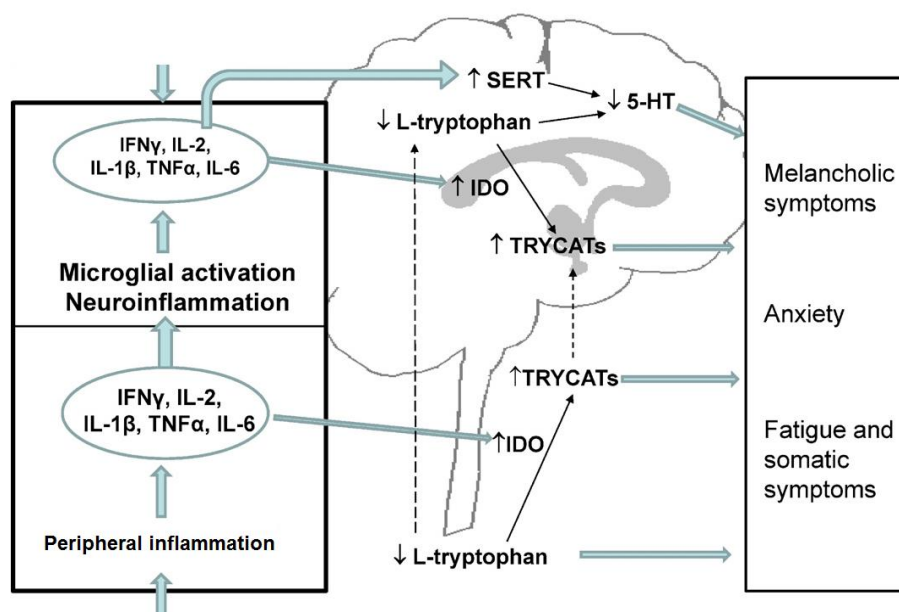 ↑ SERT
↓ 5-HT
↓ L-tryptophan
IFNγ, IL-2,
IL-1β, TNFα, IL-6
↑ IDO
Melancholic
symptoms
↑ TRYCATs
Microglial activation
Neuroinflammation
Anxiety
↑TRYCATs
IFNγ, IL-2,
IL-1β, TNFα, IL-6
↑IDO
Fatigue and
somatic
symptoms
Peripheral inflammation
↓ L-tryptophan